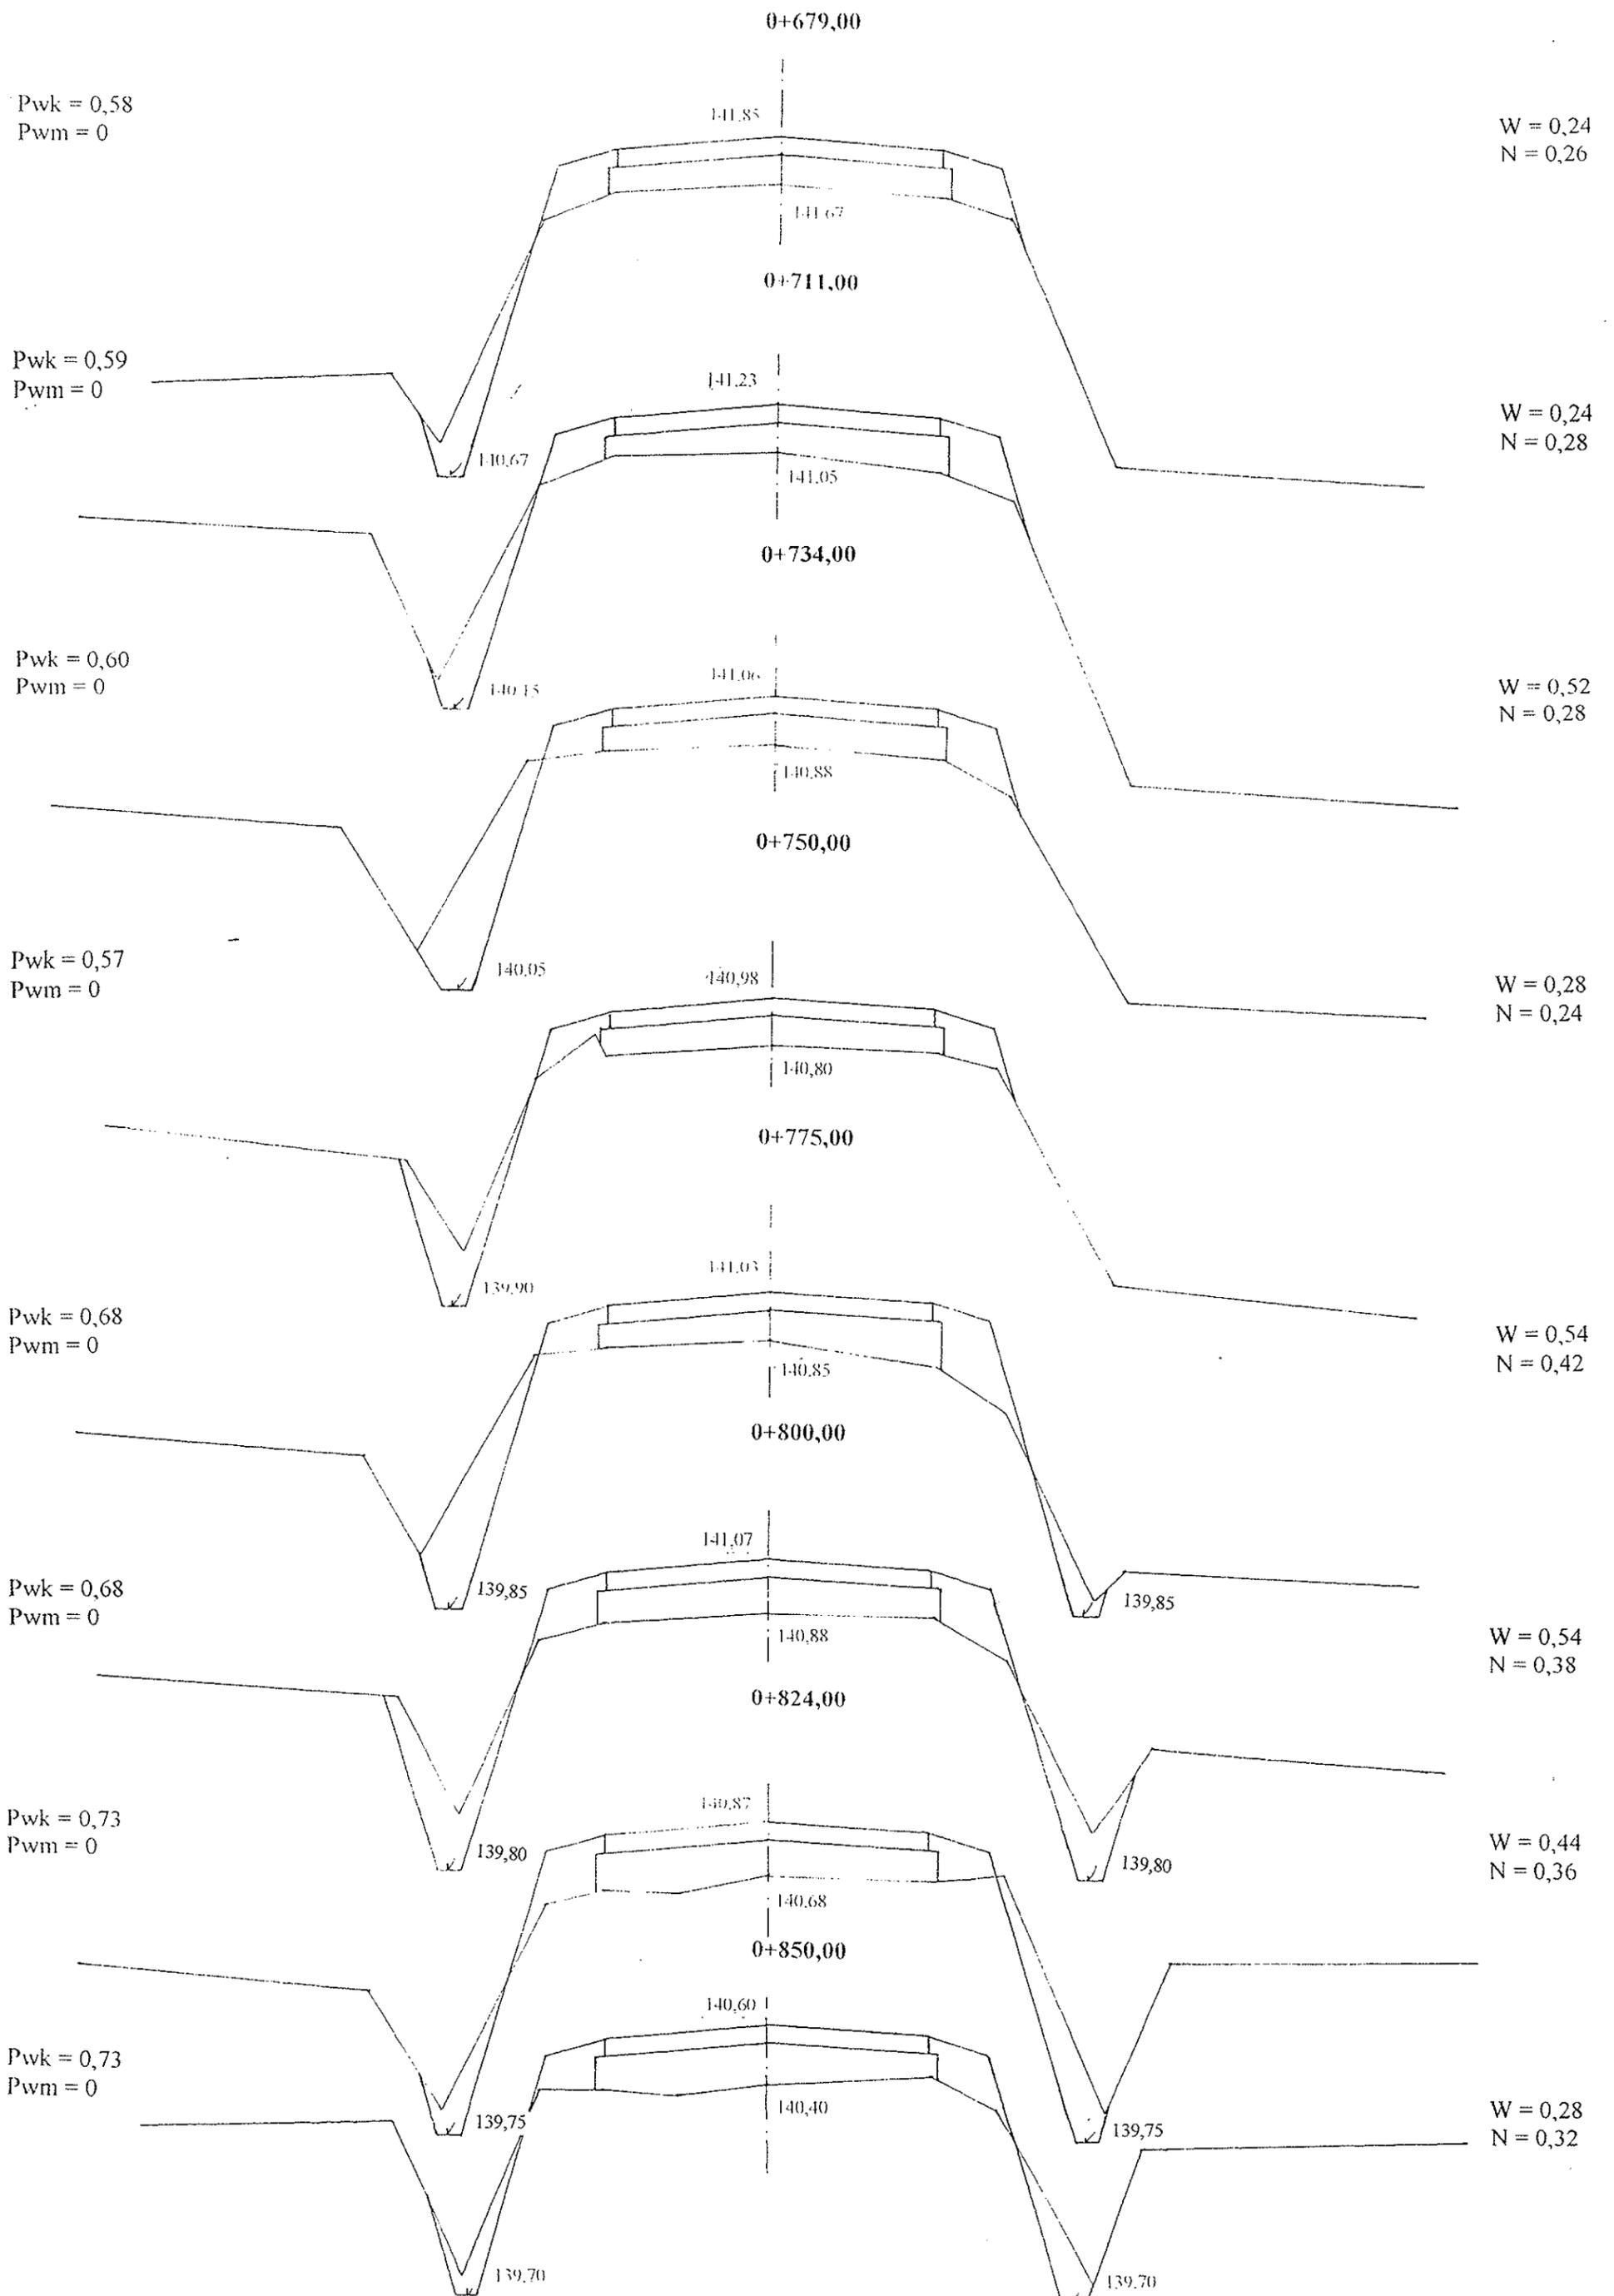 0+679,00
Pwk = 0,58
Pwm = 0
141,85
W = 0,24
N = 0,26
141,67
0+711,00
Pwk = 0,59
Pwm = 0
141,23
W = 0,24
N = 0,28
140,67
141,05
0+734,00
Pwk = 0,60
Pwm = 0
141,06
W = 0,52
N = 0,28
140,15
140,88
0+750,00
Pwk = 0,57
Pwm = 0
140,05
140,98
W = 0,28
N = 0,24
140,80
0+775,00
139,90
141,03
Pwk = 0,68
Pwm = 0
W = 0,54
N = 0,42
140,85
0+800,00
141,07
Pwk = 0,68
Pwm = 0
139,85
139,85
140,88
W = 0,54
N = 0,38
0+824,00
Pwk = 0,73
Pwm = 0
140,87
139,80
139,80
W = 0,44
N = 0,36
140,68
0+850,00
140,60
Pwk = 0,73
Pwm = 0
139,75
140,40
139,75
W = 0,28
N = 0,32
139,70
139,70